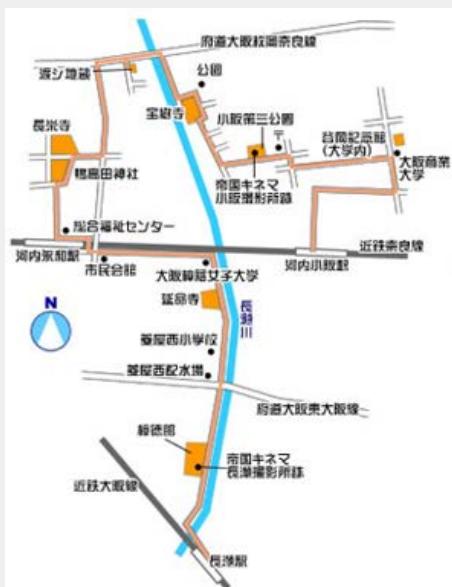 府道大阪枚岡奈良線
渡シ地蔵
公園
宝樹寺
小阪第三公園
〒
長栄寺
谷岡記念館
(大学内)
大阪商業
大学
鴨高田神社
帝国キネマ
小阪撮影所跡
総合福祉センター
近鉄奈良線
河内永和駅
市民会館
河内小阪駅
大阪樟蔭女子大学
延命寺
長瀬川
N
菱屋西小学校
菱屋西配水場
府道大阪東大阪線
樟徳館
帝国キネマ
長瀬撮影所跡
近鉄大阪線
長瀬駅